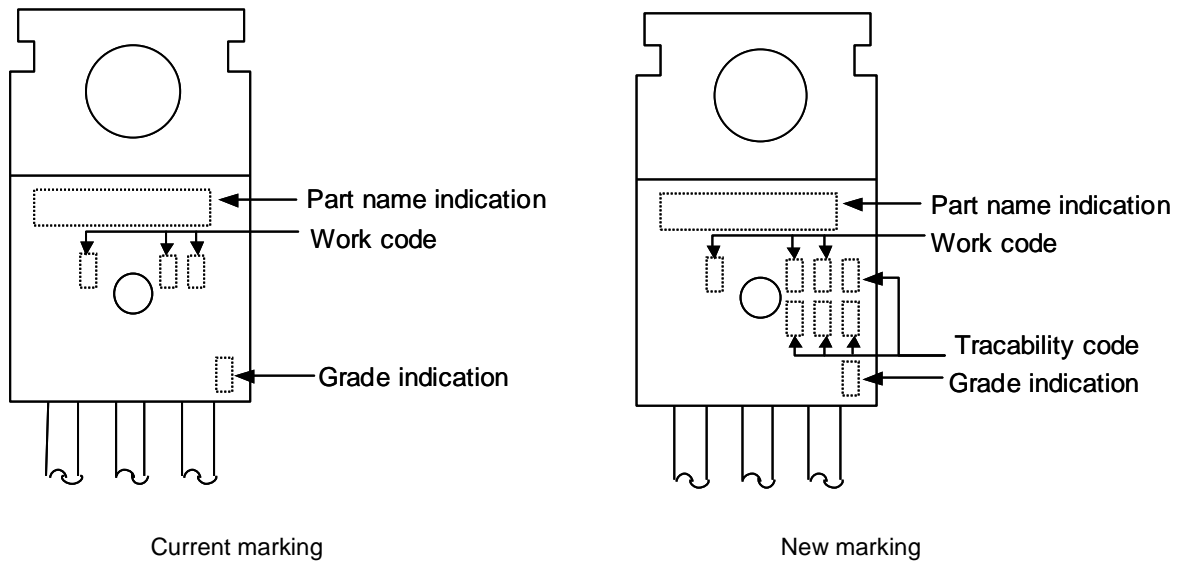 Part name indication
Work code
Grade indication
Current marking
Part name indication
Work code
Tracability code
Grade indication
New marking